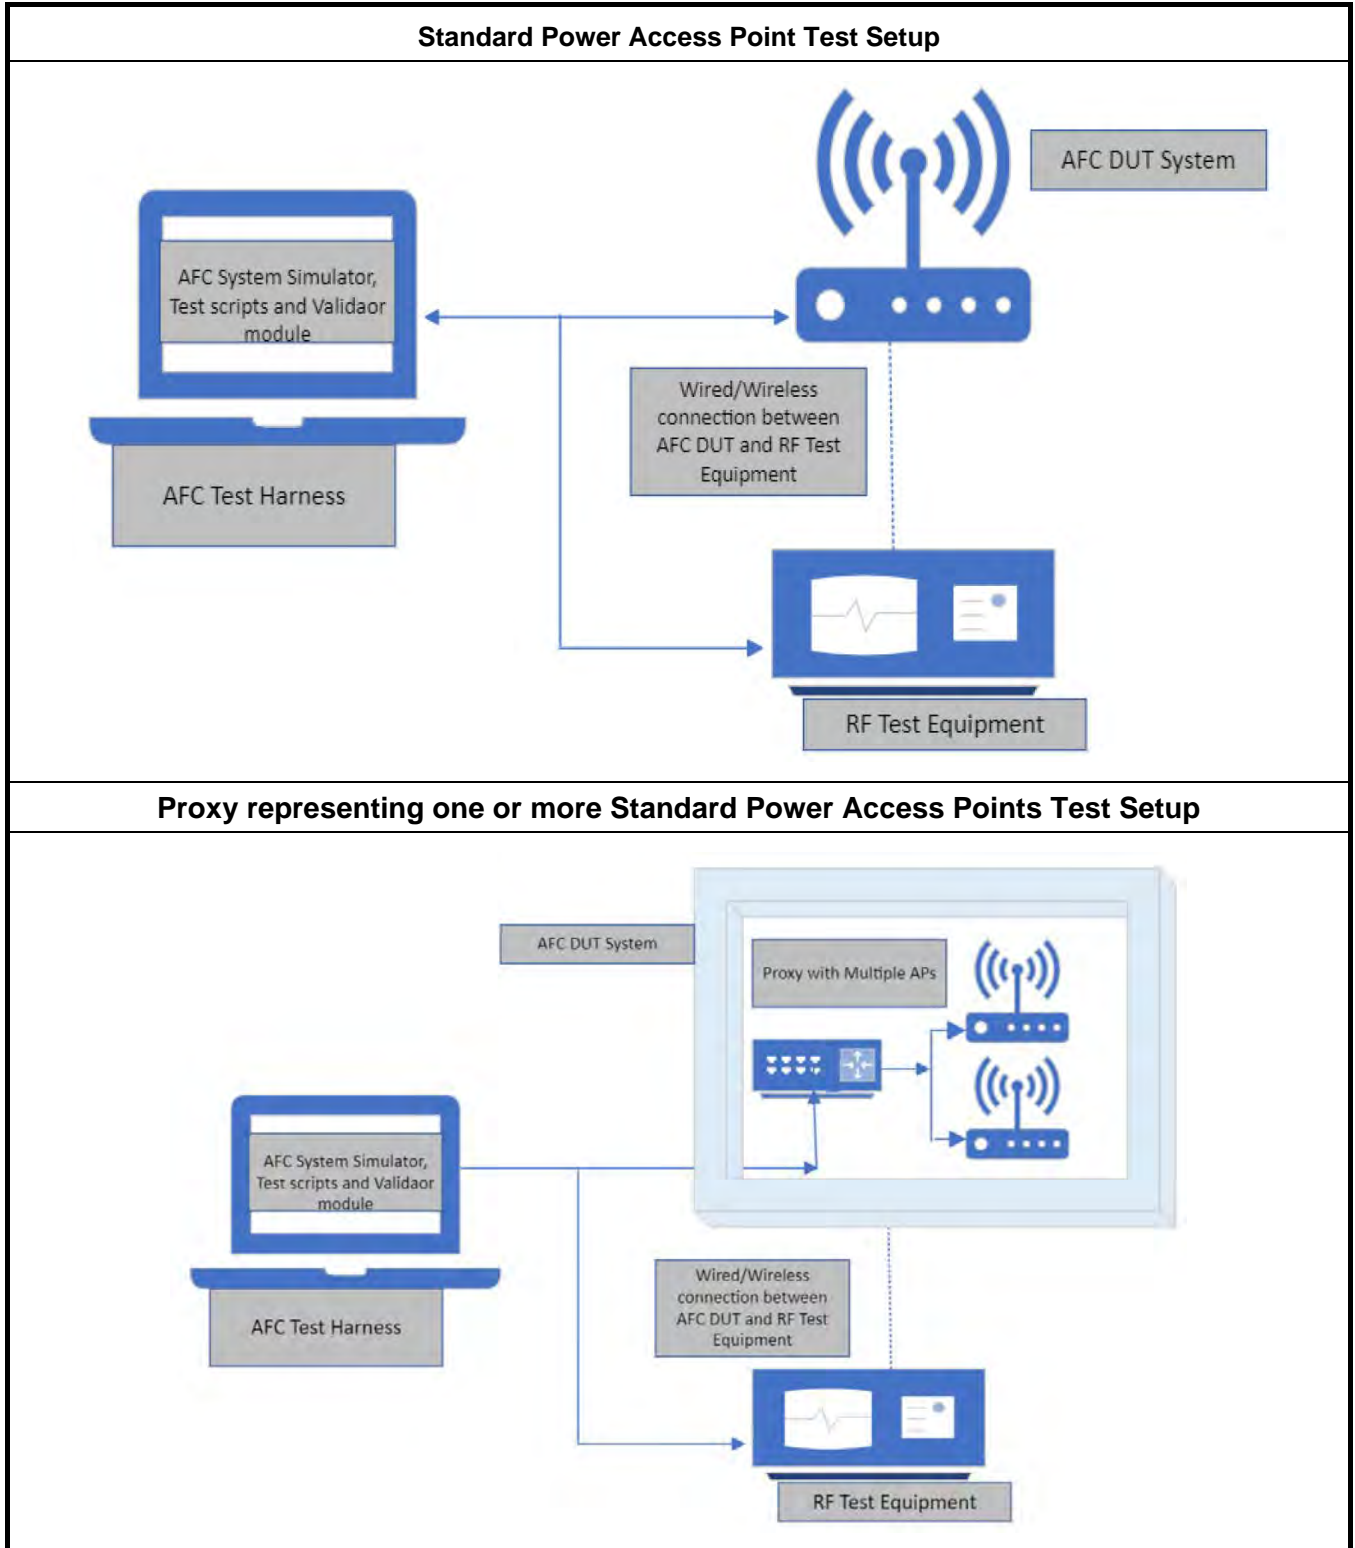 Standard Power Access Point Test Setup
AFC DUT System
AFC System Simulator,
Test scripts and Validaor
module
Wired/Wireless
connection between
AFC DUT and RF Test
Equipment
AFC Test Harness
RF Test Equipment
Proxy representing one or more Standard Power Access Points Test Setup
AFC DUT System
Proxy with Multiple APs
AFC System Simulator,
Test scripts and Validaor
module
Wired/Wireless
connection between
AFC DUT and RF Test
Equipment
AFC Test Harness
RF Test Equipment